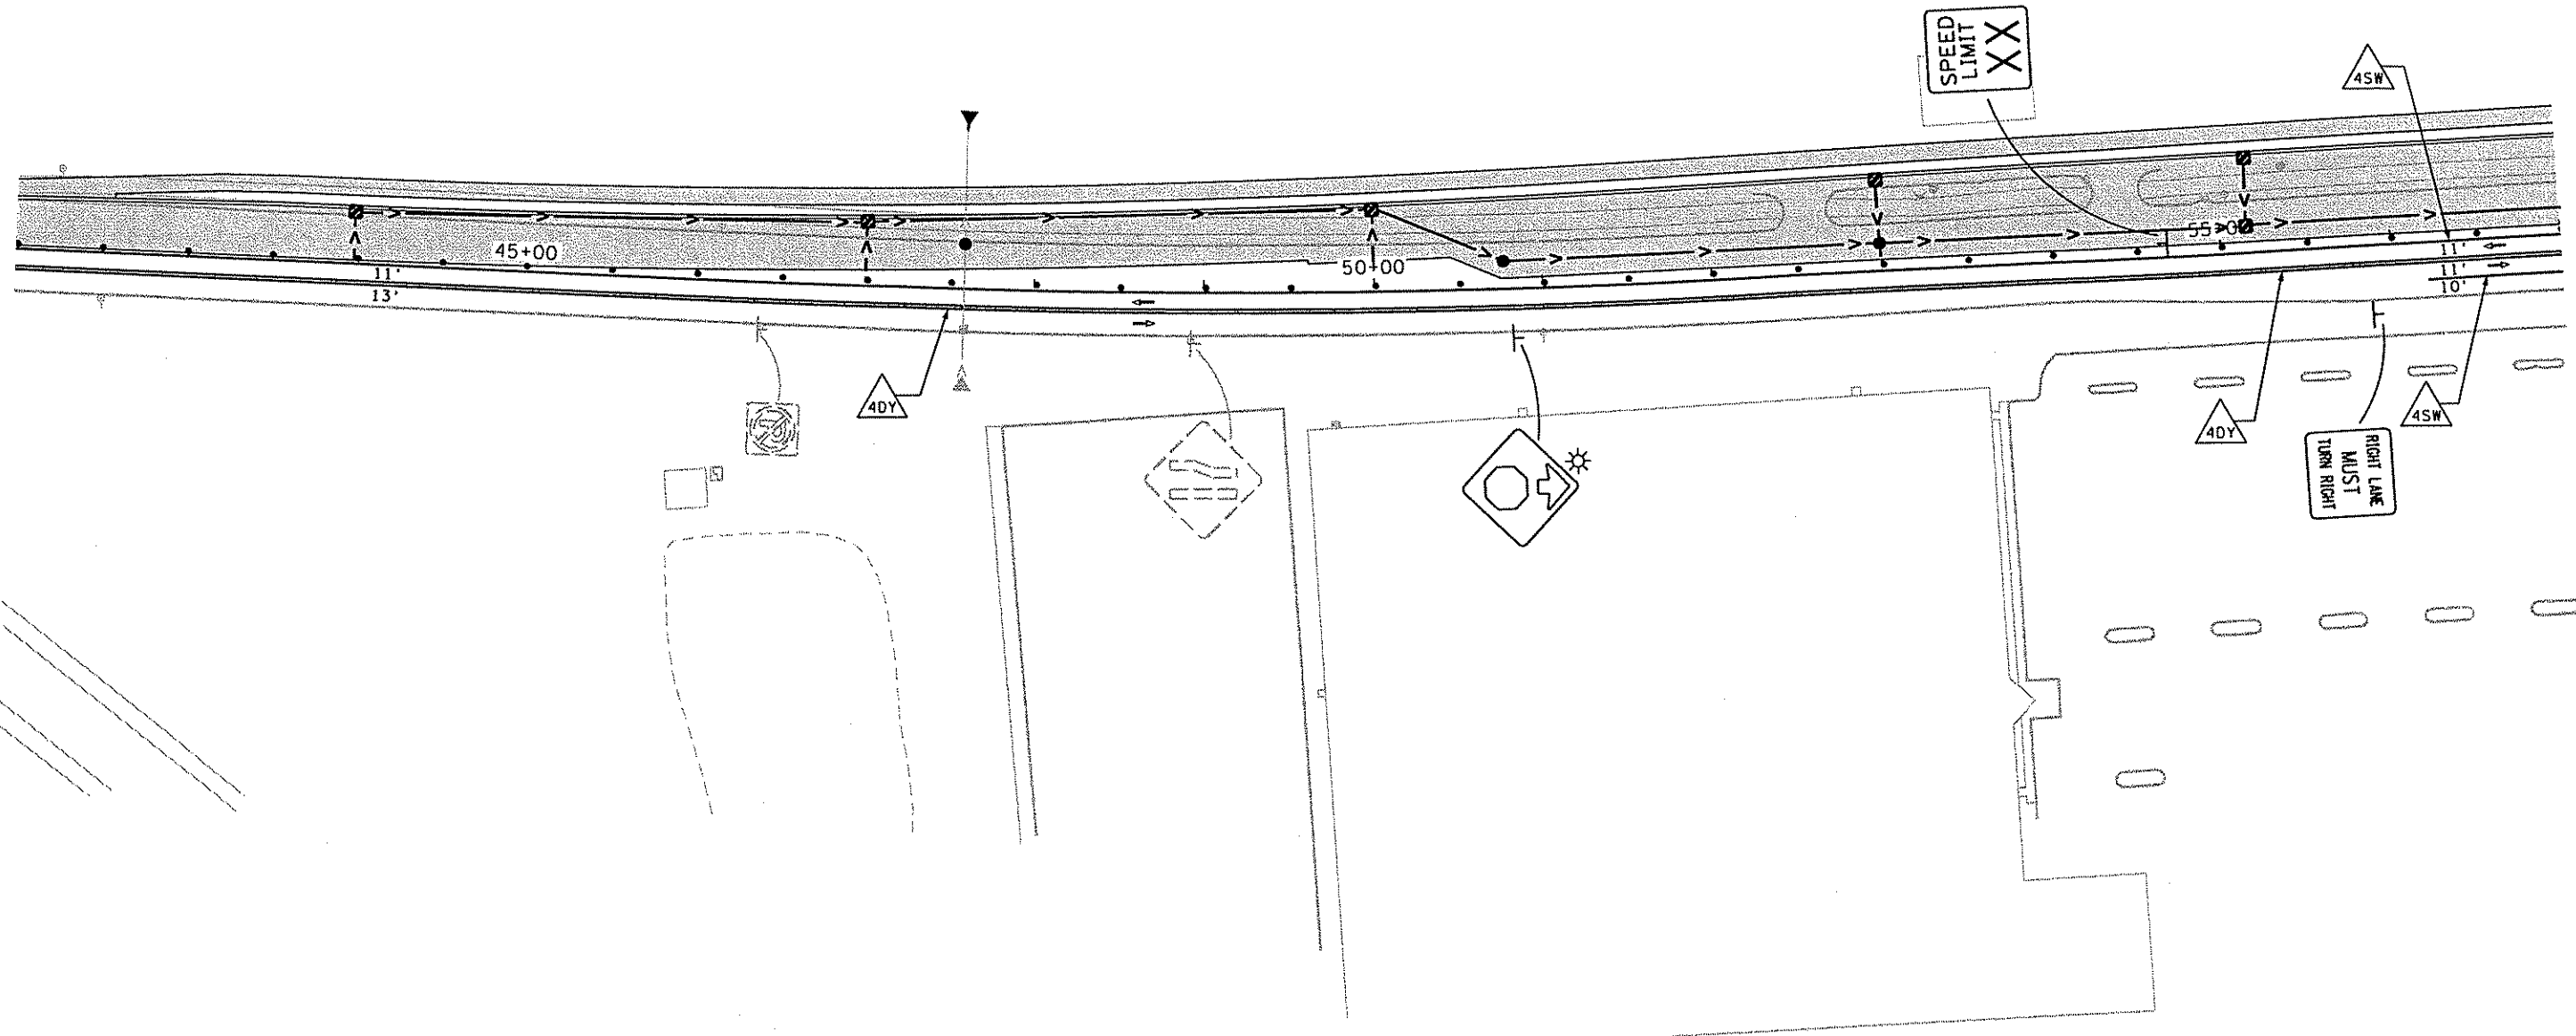 SPEED
LIMIT
XX
4SW
45+00
50+00
55+00
11'
13'
11'
11'
10'
4DY
4DY
4SW
RIGHT LANE
MUST
TURN RIGHT